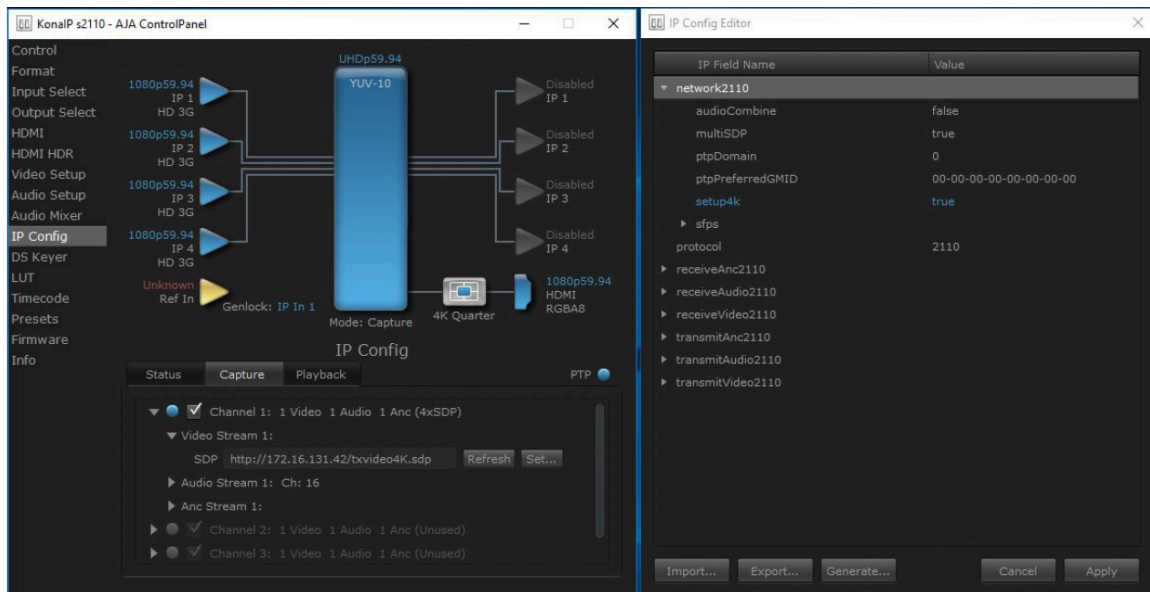 KonaIP s2110 - AJA ControlPanel
Control
Format
Input Select
Output Select
HDMI
HDMI HDR
Video Setup
Audio Setup
Audio Mixer
IP Config
DS Keyer
LUT
Timecode
Presets
Firmware
Info
UHDp59.94
YUV-10
1080p59.94
IP 1
HD 3G
1080p59.94
IP 2
HD 3G
1080p59.94
IP 3
HD 3G
1080p59.94
IP 4
HD 3G
Unknown
Ref In
Genlock: IP In 1
Mode: Capture
Disabled
IP 1
Disabled
IP 2
Disabled
IP 3
Disabled
IP 4
4K Quarter
1080p59.94
HDMI
RGBA8
IP Config
Status Capture Playback PTP
Channel 1: 1 Video 1 Audio 1 Anc (4xSDP)
Video Stream 1:
SDP http://172.16.131.42/txvideo4K.sdp Refresh Set...
Audio Stream 1: Ch: 16
Anc Stream 1:
Channel 2: 1 Video 1 Audio 1 Anc (Unused)
Channel 3: 1 Video 1 Audio 1 Anc (Unused)
IP Config Editor
IP Field Name Value
network2110
audioCombine false
multiSDP true
ptpDomain 0
ptpPreferredGMID 00-00-00-00-00-00-00-00
setup4k true
sfps
protocol 2110
receiveAnc2110
receiveAudio2110
receiveVideo2110
transmitAnc2110
transmitAudio2110
transmitVideo2110
Import... Export... Generate... Cancel Apply